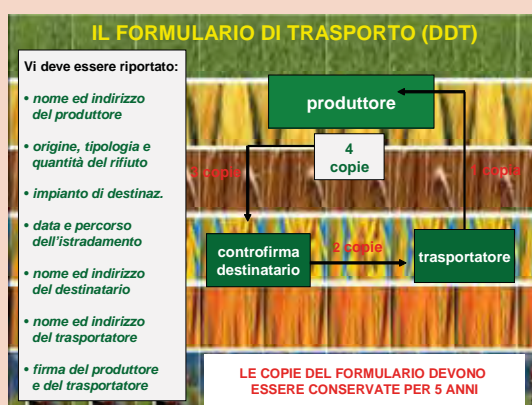 IL FORMULARIO DI TRASPORTO (DDT)
Vi deve essere riportato:
• nome ed indirizzo
del produttore
• origine, tipologia e
quantità del rifiuto
• impianto di destinaz.
• data e percorso
dell'istradamento
• nome ed indirizzo
del destinatario
• nome ed indirizzo
del trasportatore
• firma del produttore
e del trasportatore
produttore
4
copie
3 copie
1 copia
controfirma
destinatario
2 copie
trasportatore
LE COPIE DEL FORMULARIO DEVONO
ESSERE CONSERVATE PER 5 ANNI